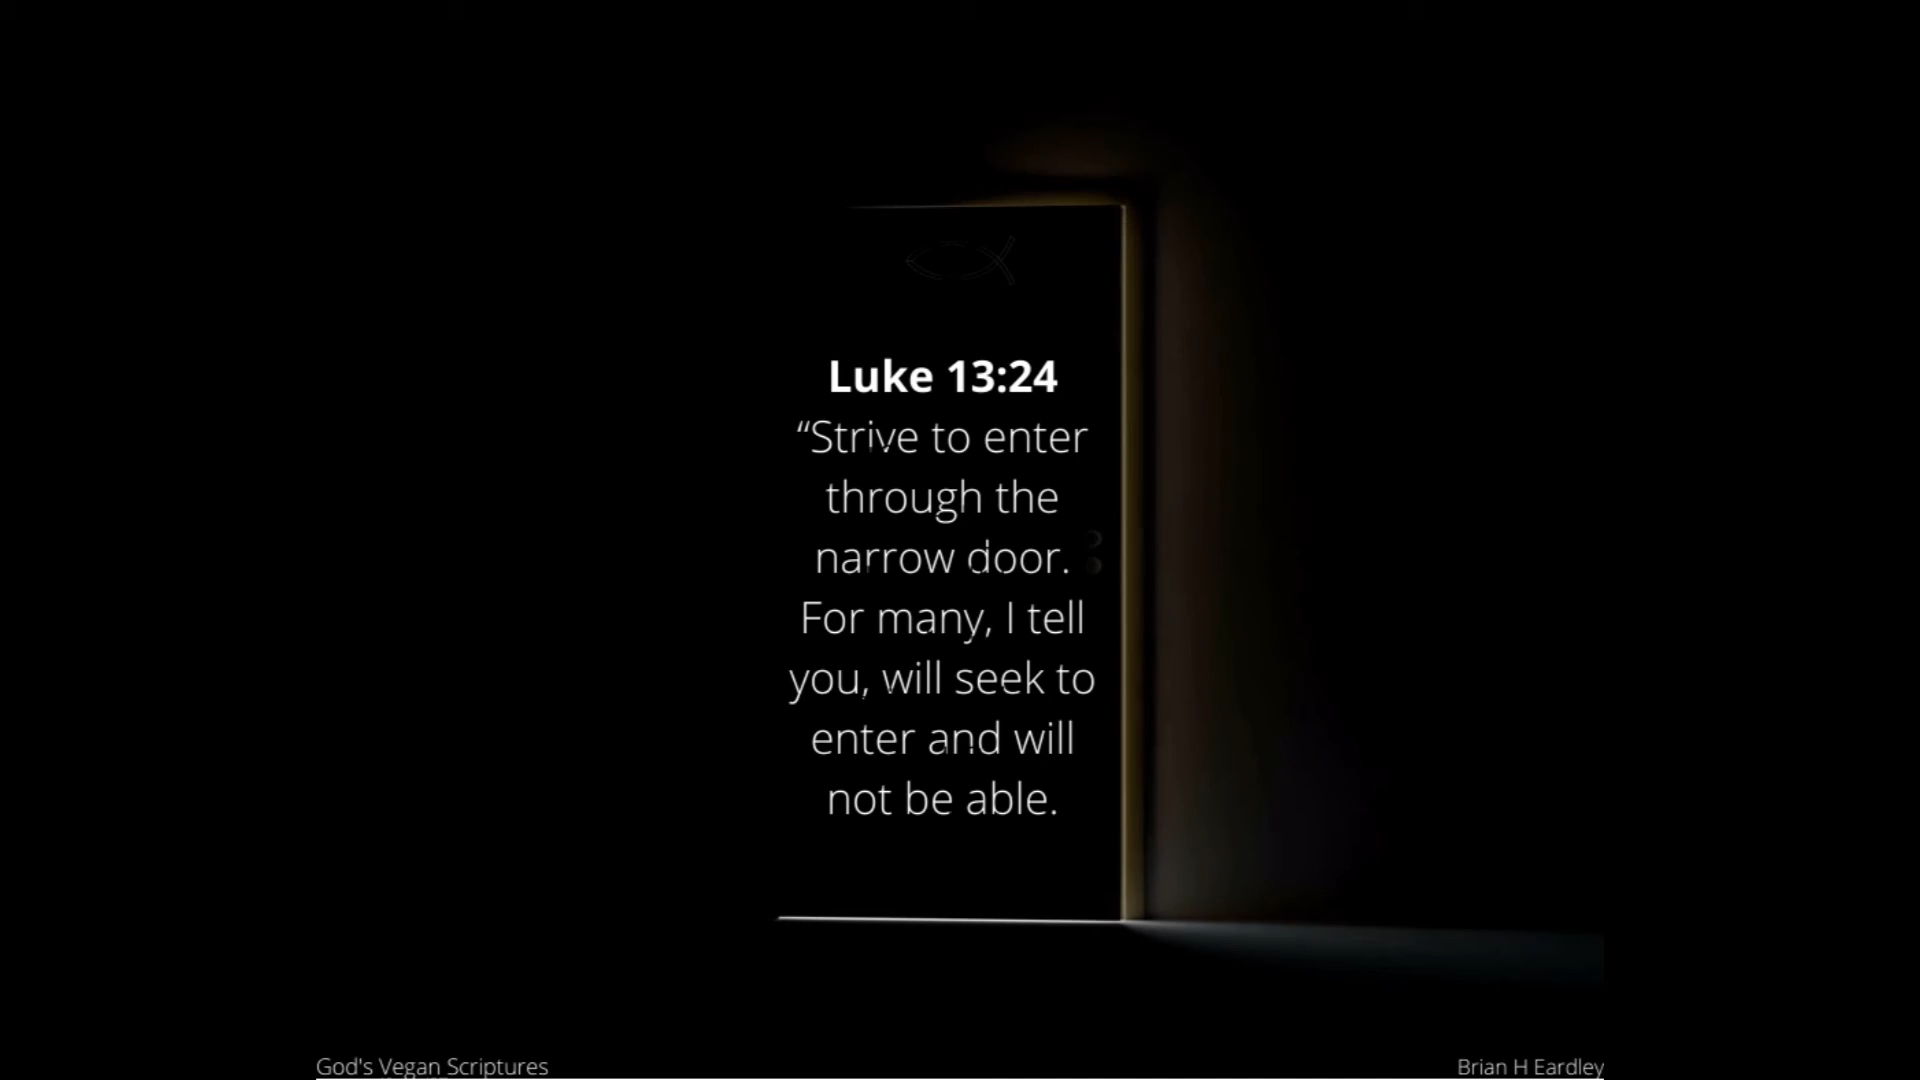 Luke 13:24
“Strive to enter
through the
narrow door.
For many, I tell
you, will seek to
enter and will
not be able.
God's Vegan Scriptures
Brian H Eardley